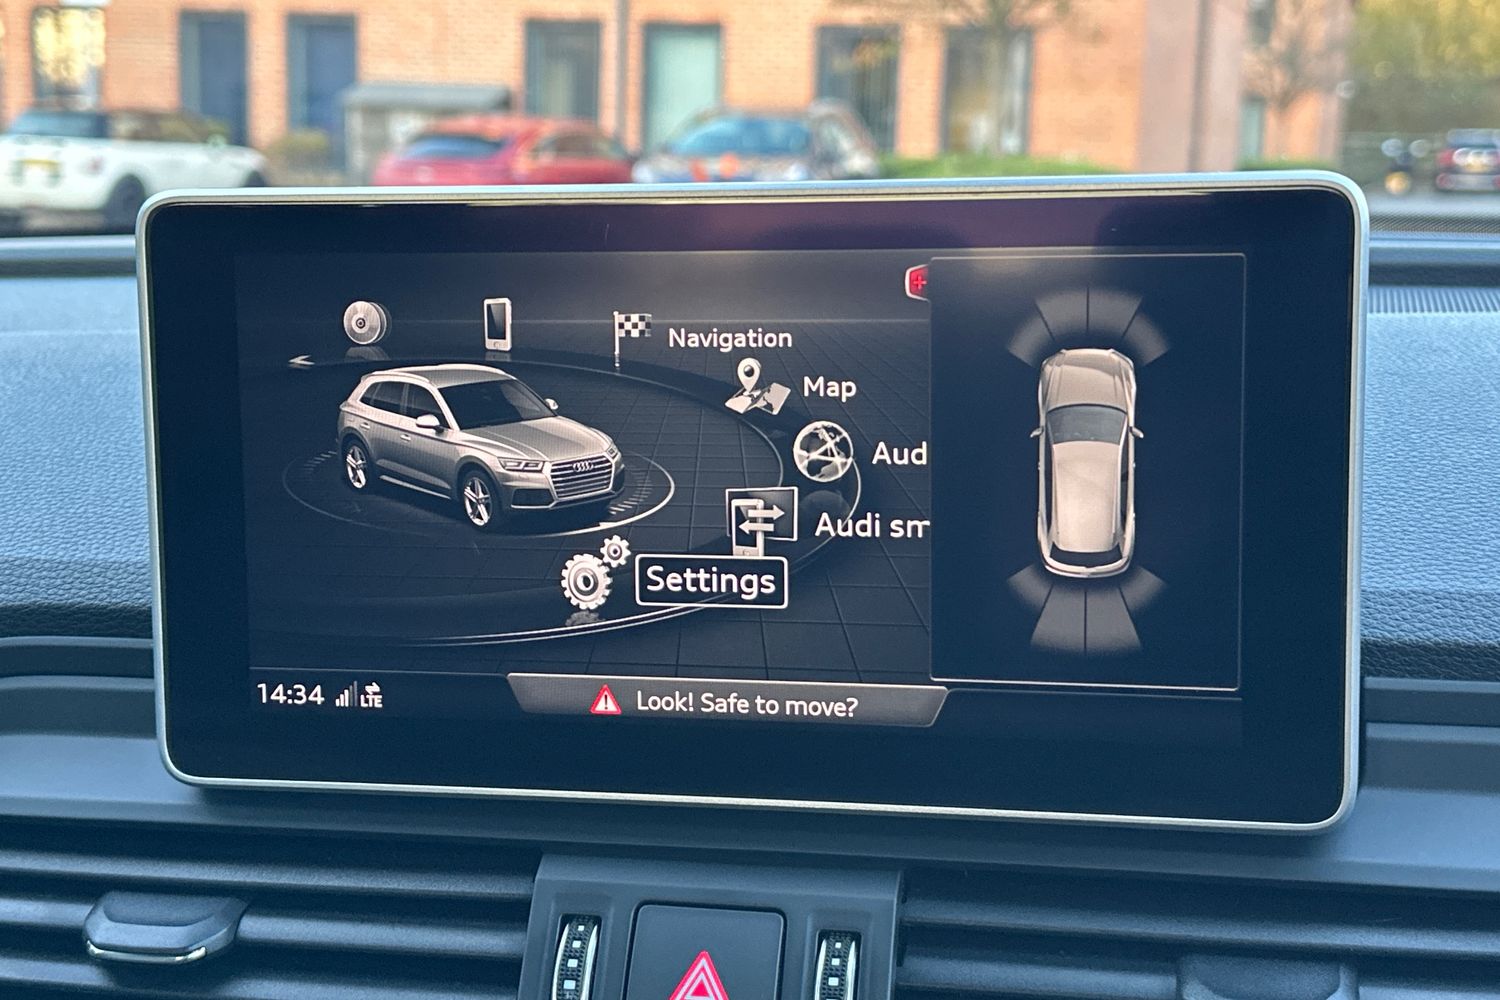 Navigation
Map
Aud
Audi sm
Settings
14:34 LTE
Look! Safe to move?